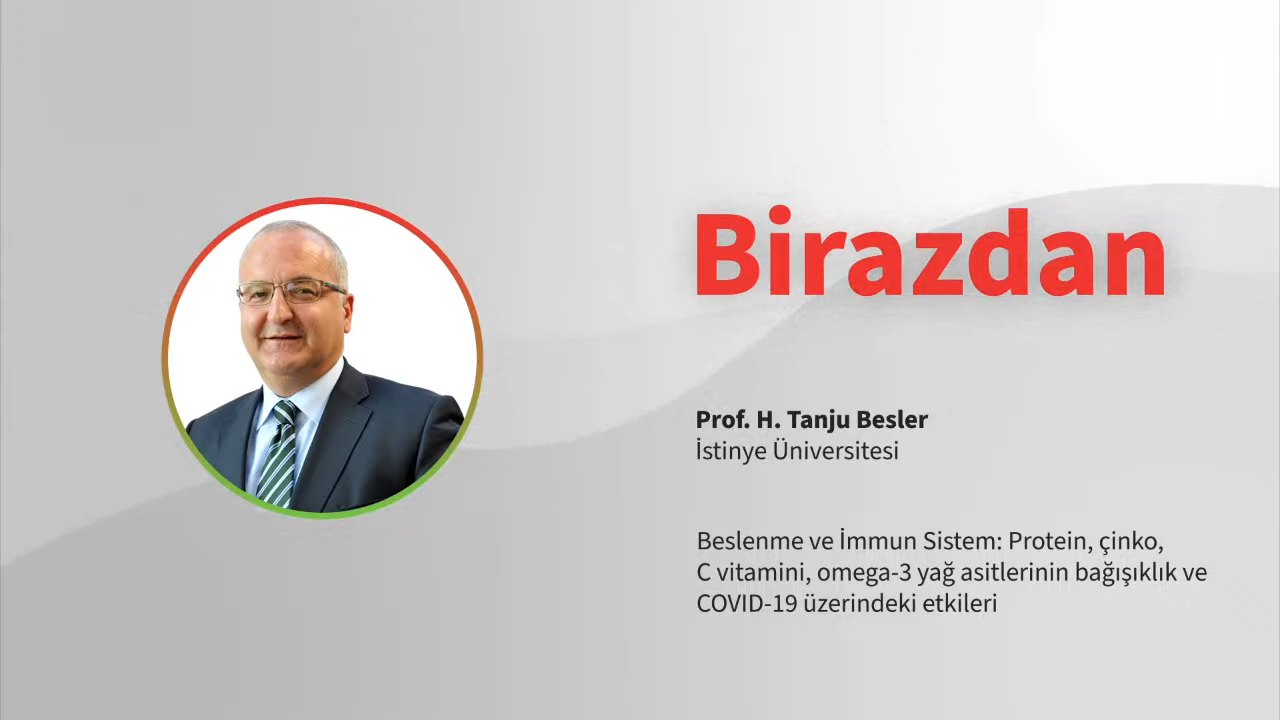 Birazdan
Prof. H. Tanju Besler
İstinye Üniversitesi
Beslenme ve İmmun Sistem: Protein, çinko,
C vitamini, omega-3 yağ asitlerinin bağışıklık ve
COVID-19 üzerindeki etkileri